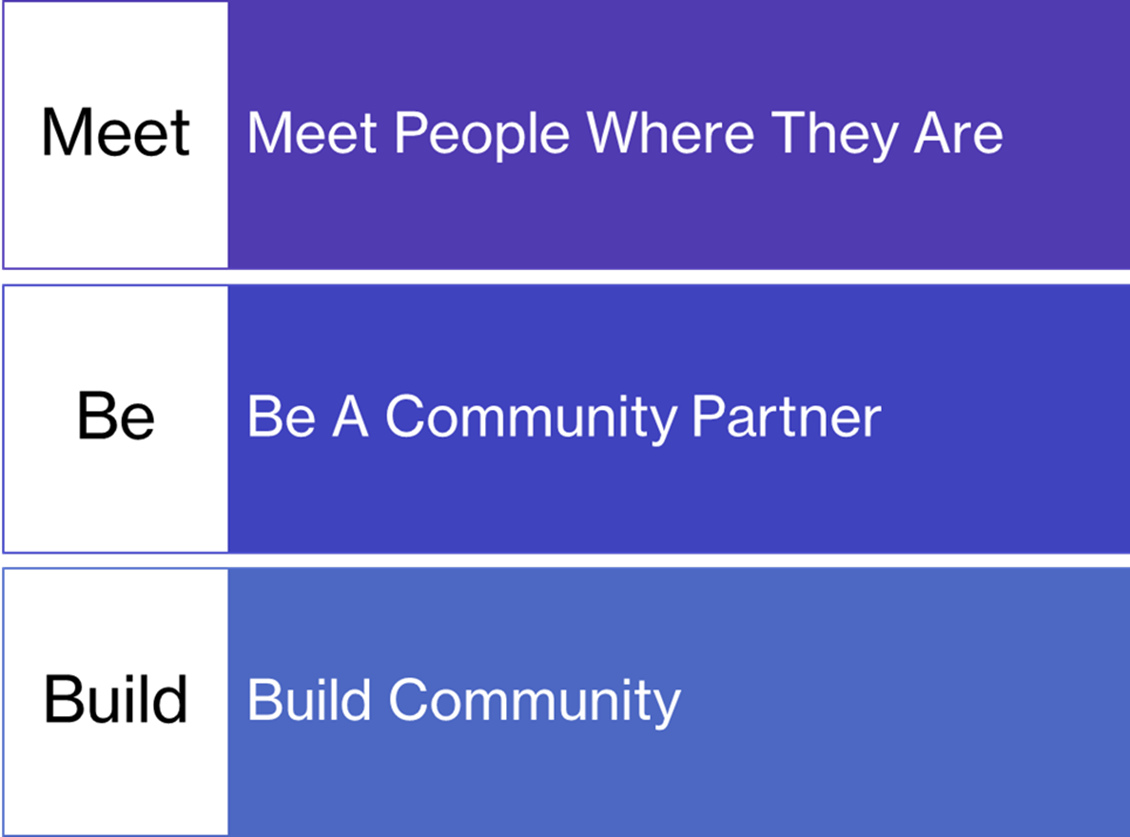 Meet
Meet People Where They Are
Be
Be A Community Partner
Build
Build Community